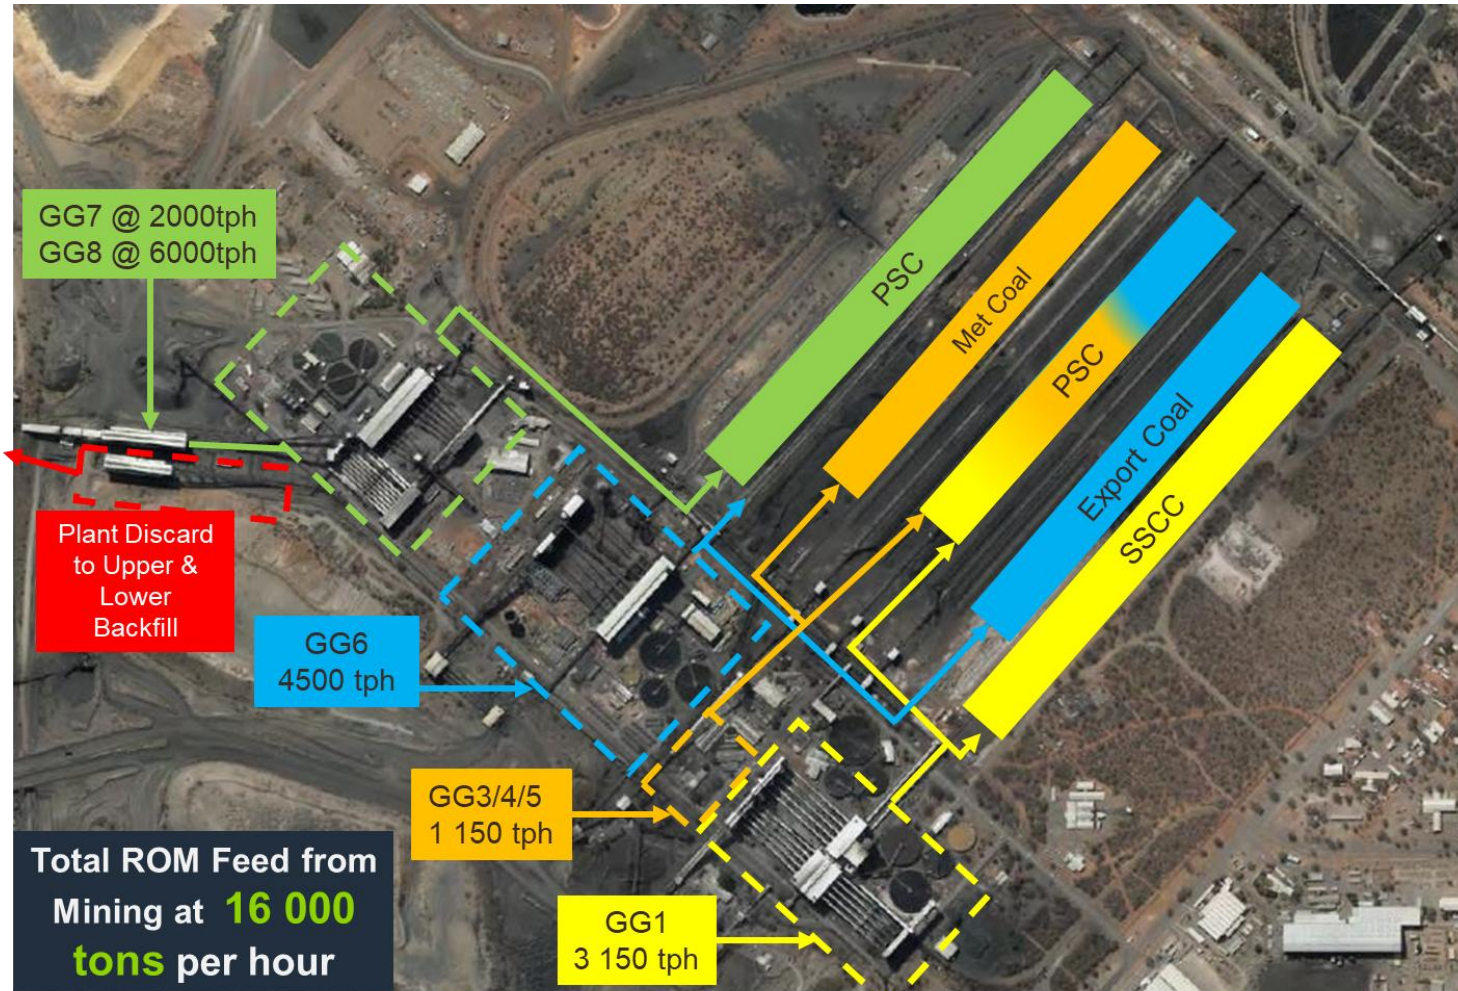 GG7 @ 2000tph
GG8 @ 6000tph
PSC
Met Coal
PSC
Export Coal
SSCC
Plant Discard
to Upper &
Lower
Backfill
GG6
4500 tph
GG3/4/5
1 150 tph
GG1
3 150 tph
Total ROM Feed from
Mining at 16 000
tons per hour